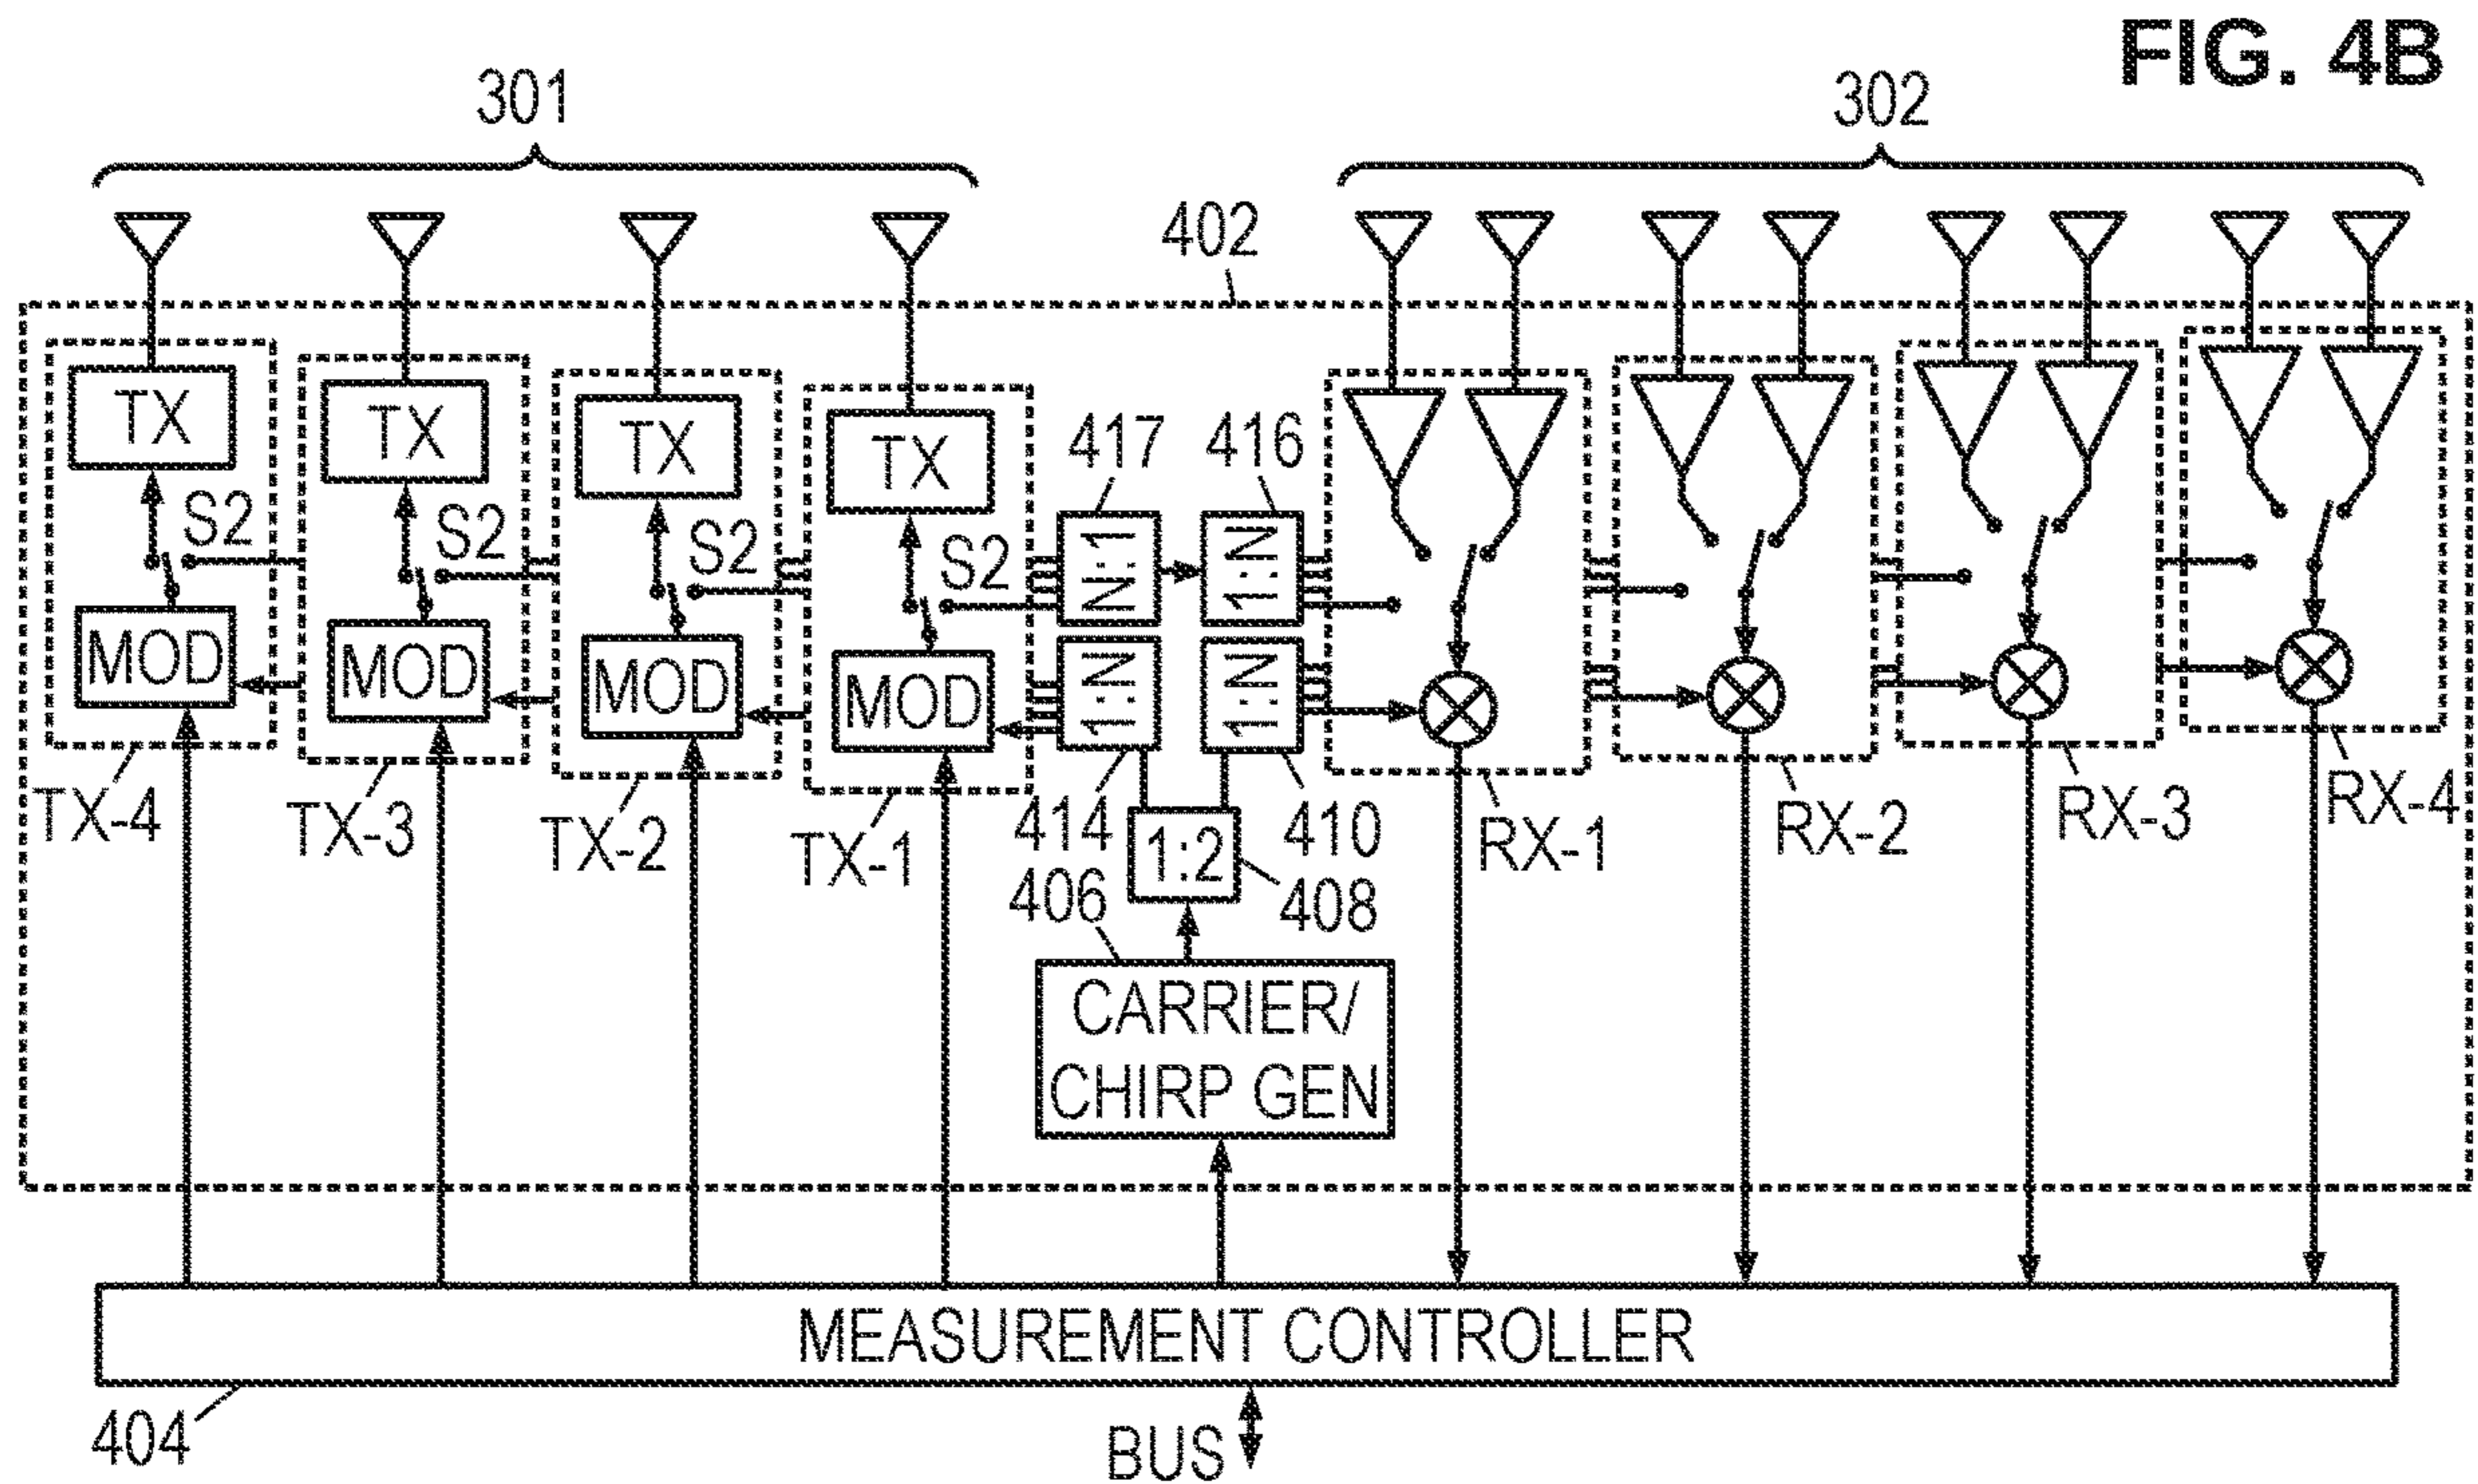 FIG. 4B
301
302
402
TX
TX
TX
TX
417
416
S2
S2
S2
S2
N:1
1:N
MOD
MOD
MOD
MOD
1:N
1:N
TX-4
TX-3
TX-2
TX-1
414
410
RX-1
RX-2
RX-3
RX-4
1:2
406
408
CARRIER/
CHIRP GEN
MEASUREMENT CONTROLLER
404
BUS